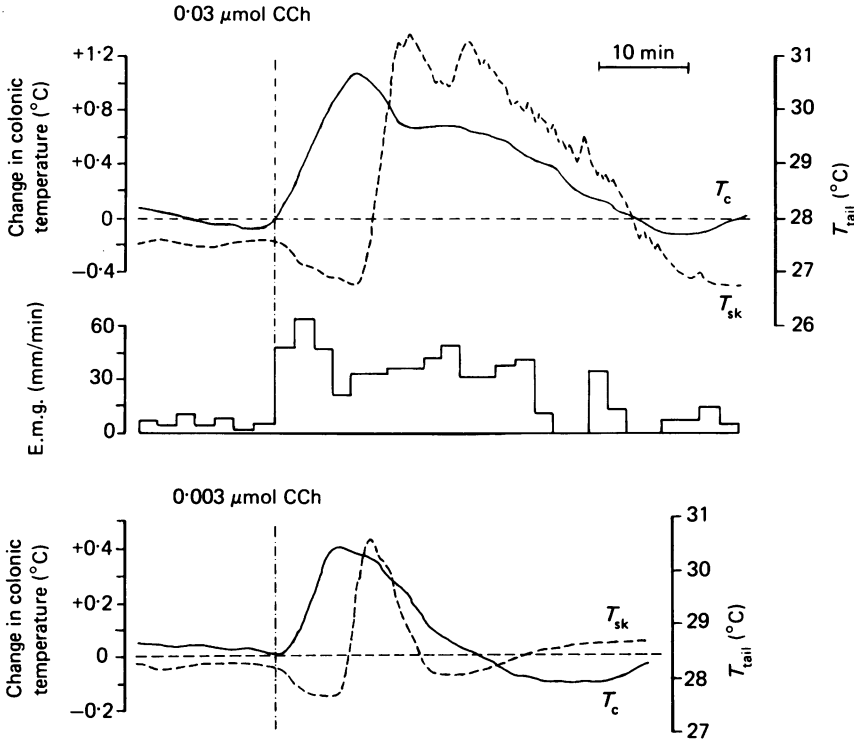 0·03 μmol CCh
10 min
Change in colonic
temperature (°C)
+1·2
+0·8
+0·4
0
−0·4
31
30
29
28
27
26
T_tail (°C)
T_c
T_sk
E.m.g. (mm/min)
60
30
0
0·003 μmol CCh
Change in colonic
temperature (°C)
+0·4
+0·2
0
−0·2
31
30
29
28
27
T_tail (°C)
T_sk
T_c